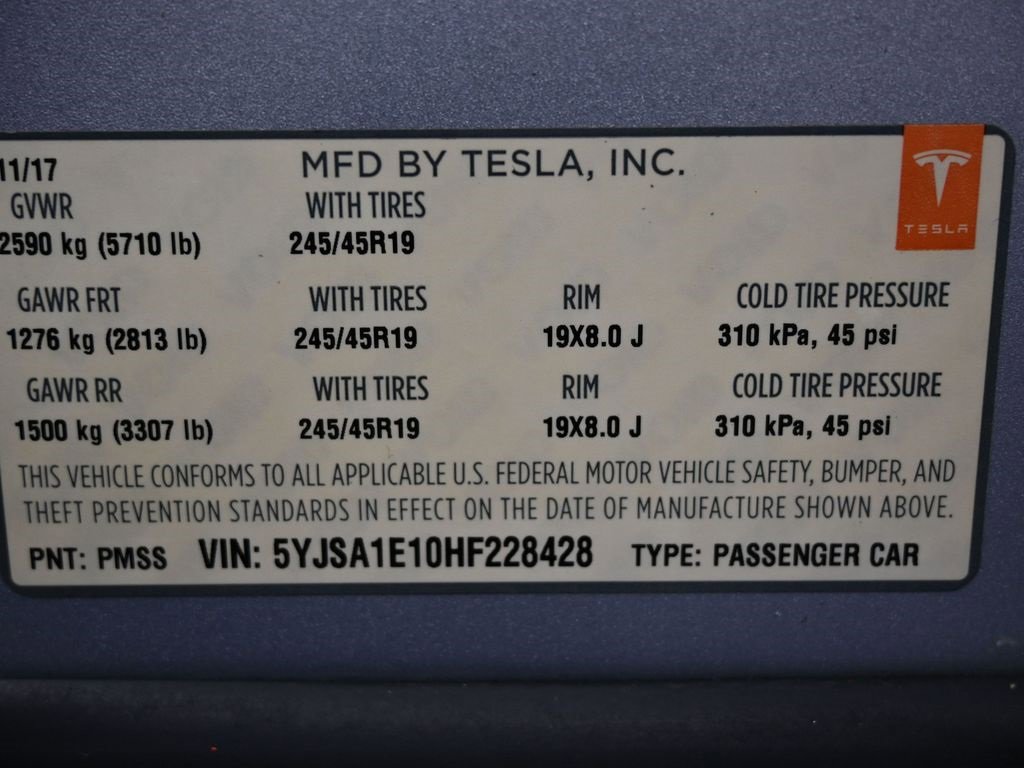 11/17 MFD BY TESLA, INC.
TESLA
GVWR WITH TIRES
2590 kg (5710 lb) 245/45R19
GAWR FRT WITH TIRES RIM COLD TIRE PRESSURE
1276 kg (2813 lb) 245/45R19 19X8.0 J 310 kPa, 45 psi
GAWR RR WITH TIRES RIM COLD TIRE PRESSURE
1500 kg (3307 lb) 245/45R19 19X8.0 J 310 kPa, 45 psi
THIS VEHICLE CONFORMS TO ALL APPLICABLE U.S. FEDERAL MOTOR VEHICLE SAFETY, BUMPER, AND
THEFT PREVENTION STANDARDS IN EFFECT ON THE DATE OF MANUFACTURE SHOWN ABOVE.
PNT: PMSS VIN: 5YJSA1E10HF228428 TYPE: PASSENGER CAR